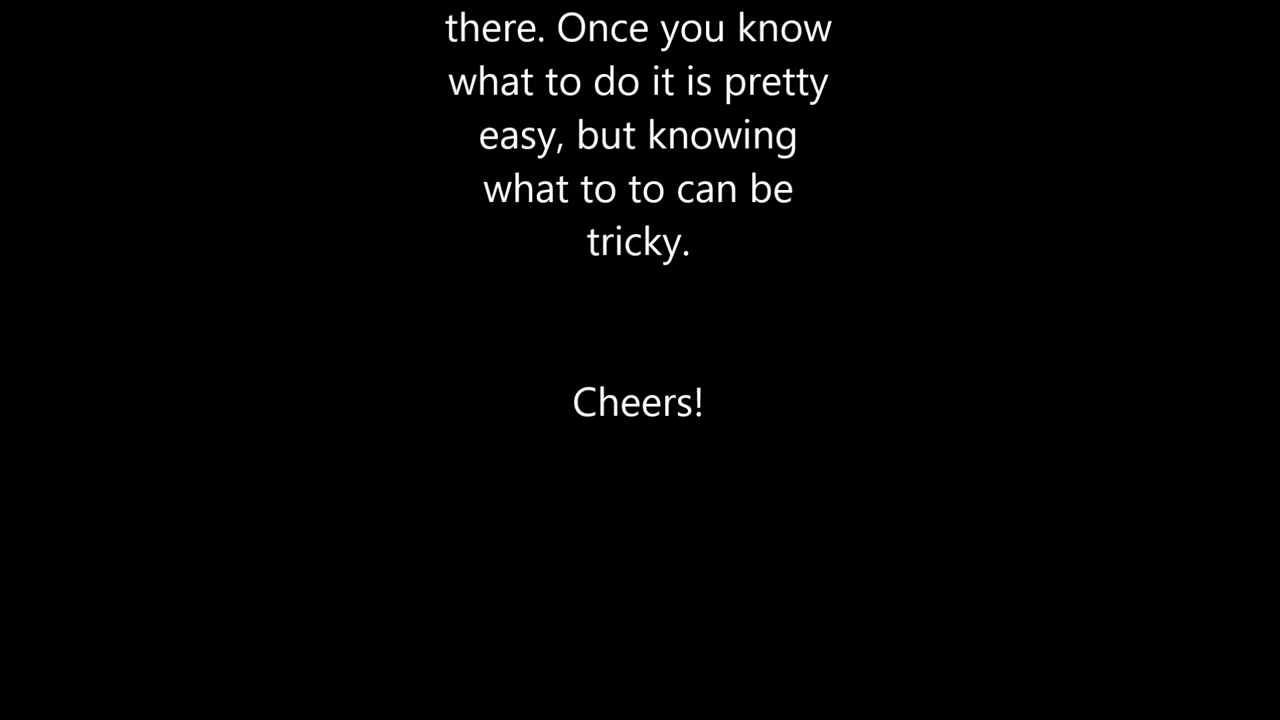 there. Once you know
what to do it is pretty
easy, but knowing
what to to can be
tricky.
Cheers!